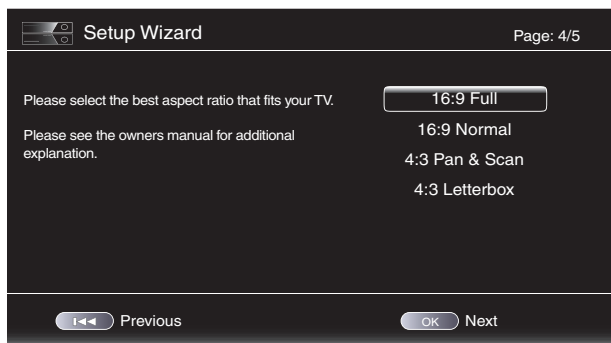 Setup Wizard
Page: 4/5
Please select the best aspect ratio that fits your TV.
Please see the owners manual for additional
explanation.
16:9 Full
16:9 Normal
4:3 Pan & Scan
4:3 Letterbox
Previous
OK Next